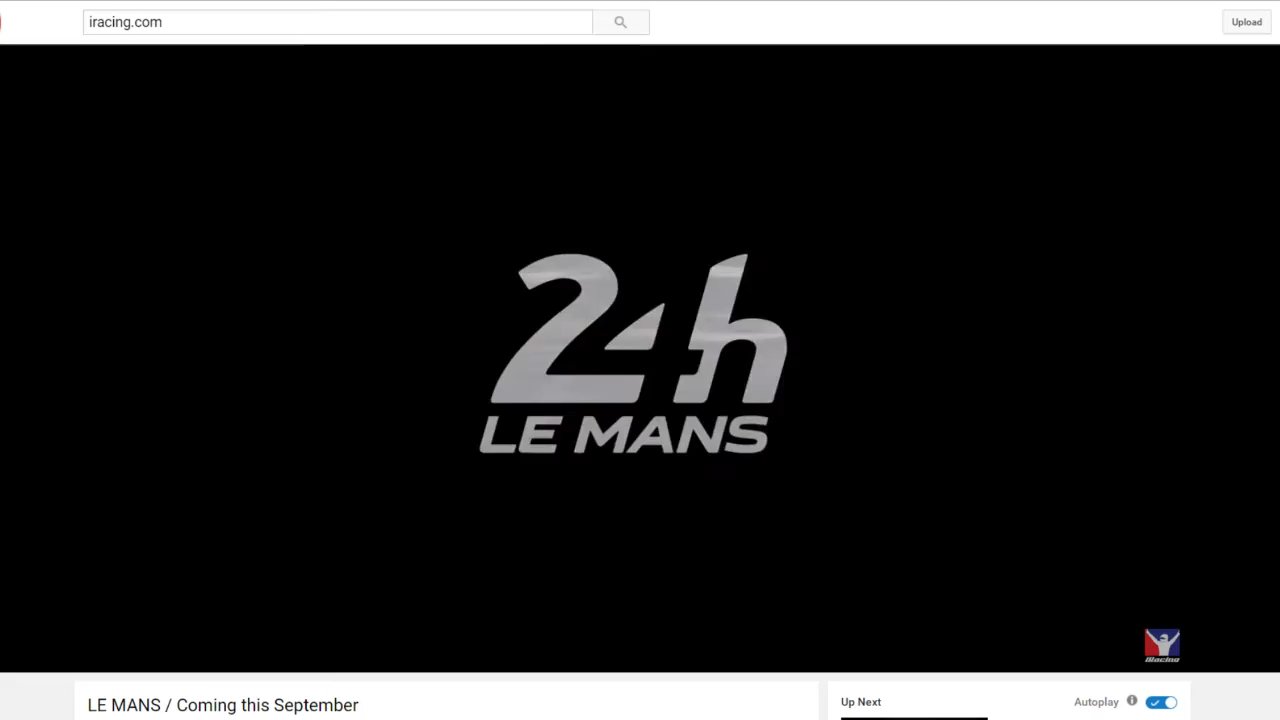 iracing.com
Upload
24h
LE MANS
iRacing
LE MANS / Coming this September
Up Next
Autoplay